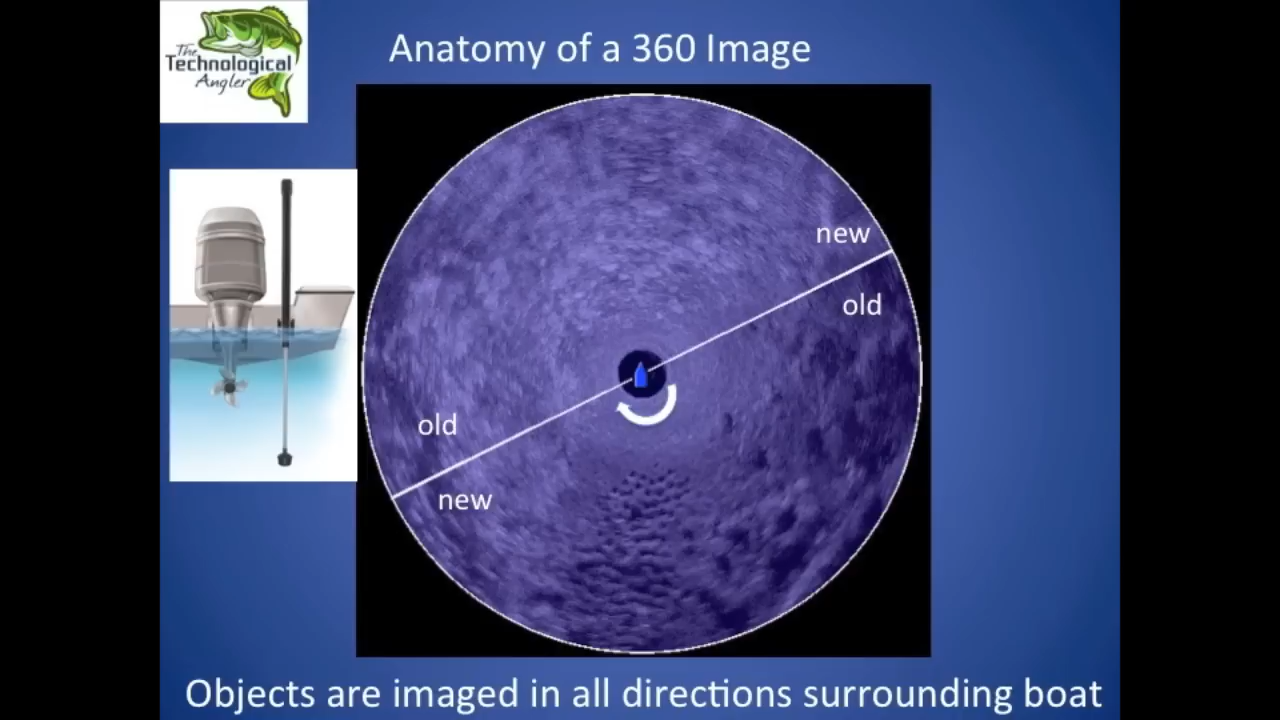 The
Technological
Angler
Anatomy of a 360 Image
new
old
old
new
Objects are imaged in all directions surrounding boat